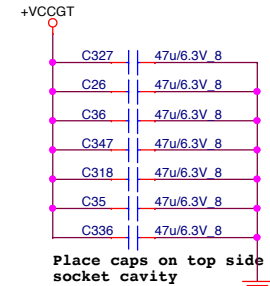 +VCCGT
C327 47u/6.3V_8
C26 47u/6.3V_8
C36 47u/6.3V_8
C347 47u/6.3V_8
C318 47u/6.3V_8
C35 47u/6.3V_8
C336 47u/6.3V_8
Place caps on top side
socket cavity